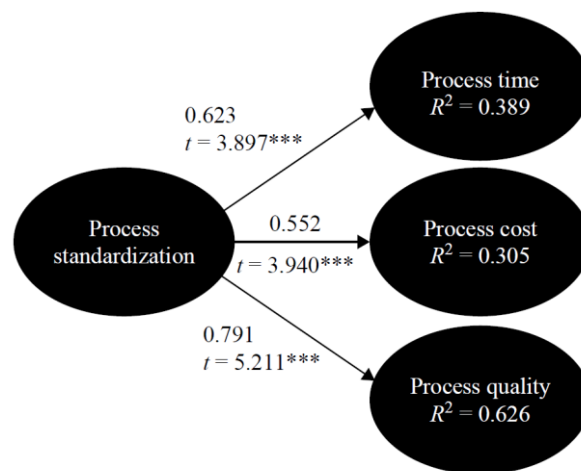 Process time
R² = 0.389
0.623
t = 3.897***
Process
standardization
0.552
t = 3.940***
Process cost
R² = 0.305
0.791
t = 5.211***
Process quality
R² = 0.626